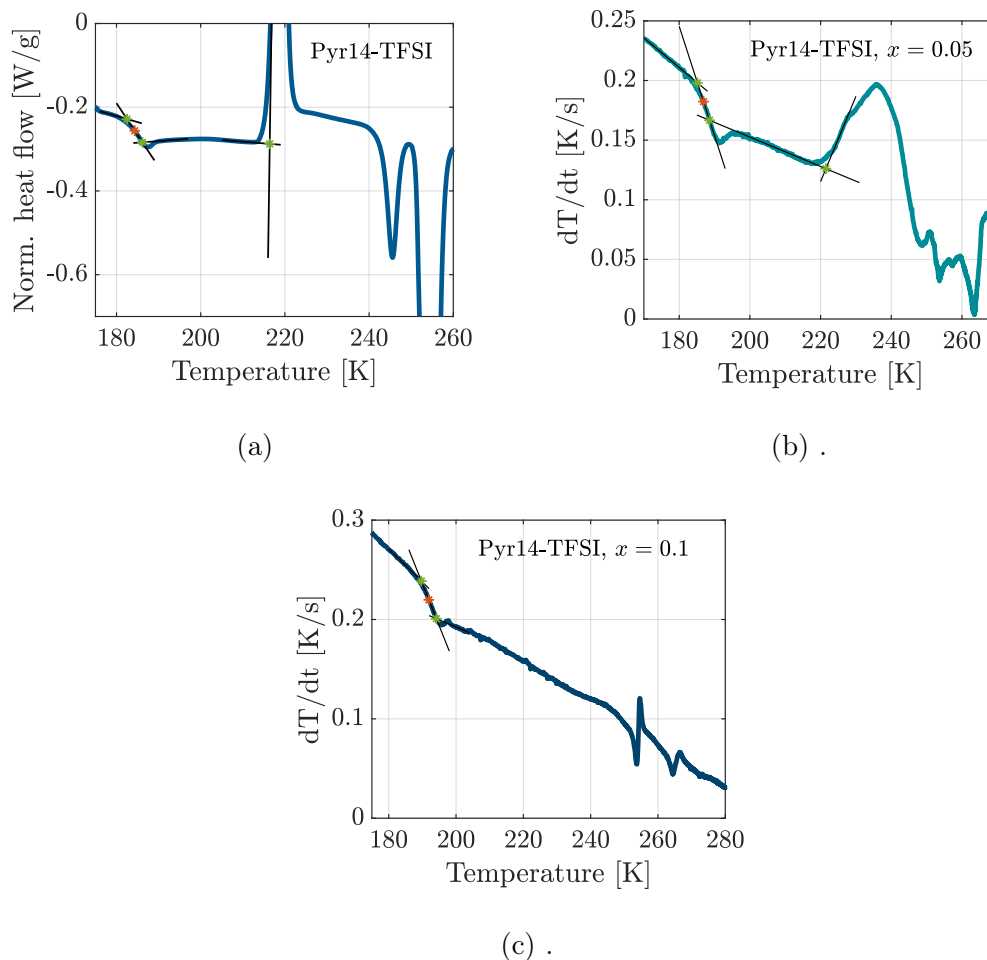 0
-0.2
-0.4
-0.6
Norm. heat flow [W/g]
Pyr14-TFSI
180 200 220 240 260
Temperature [K]
(a)
0.25
0.2
0.15
0.1
0.05
0
dT/dt [K/s]
Pyr14-TFSI, x = 0.05
180 200 220 240 260
Temperature [K]
(b) .
0.3
0.2
0.1
0
dT/dt [K/s]
Pyr14-TFSI, x = 0.1
180 200 220 240 260 280
Temperature [K]
(c) .